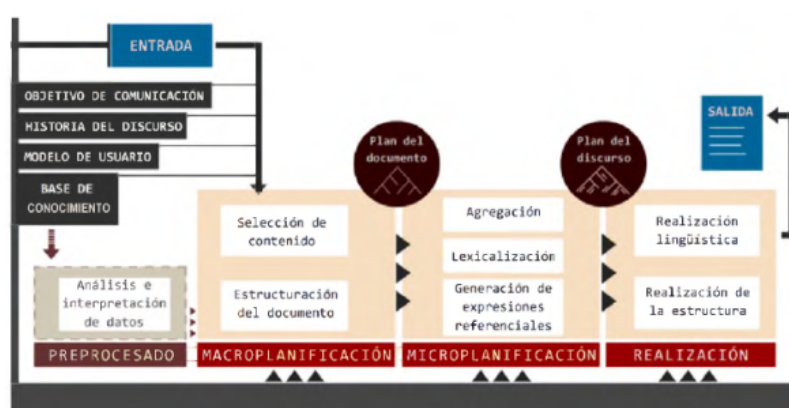 ENTRADA
OBJETIVO DE COMUNICACIÓN
HISTORIA DEL DISCURSO
MODELO DE USUARIO
BASE DE
CONOCIMIENTO
Análisis e
interpretación
de datos
PREPROCESADO
Selección de
contenido
Estructuración
del documento
MACROPLANIFICACIÓN
Plan del
documento
Agregación
Lexicalización
Generación de
expresiones
referenciales
MICROPLANIFICACIÓN
Plan del
discurso
Realización
lingüística
Realización de
la estructura
REALIZACIÓN
SALIDA